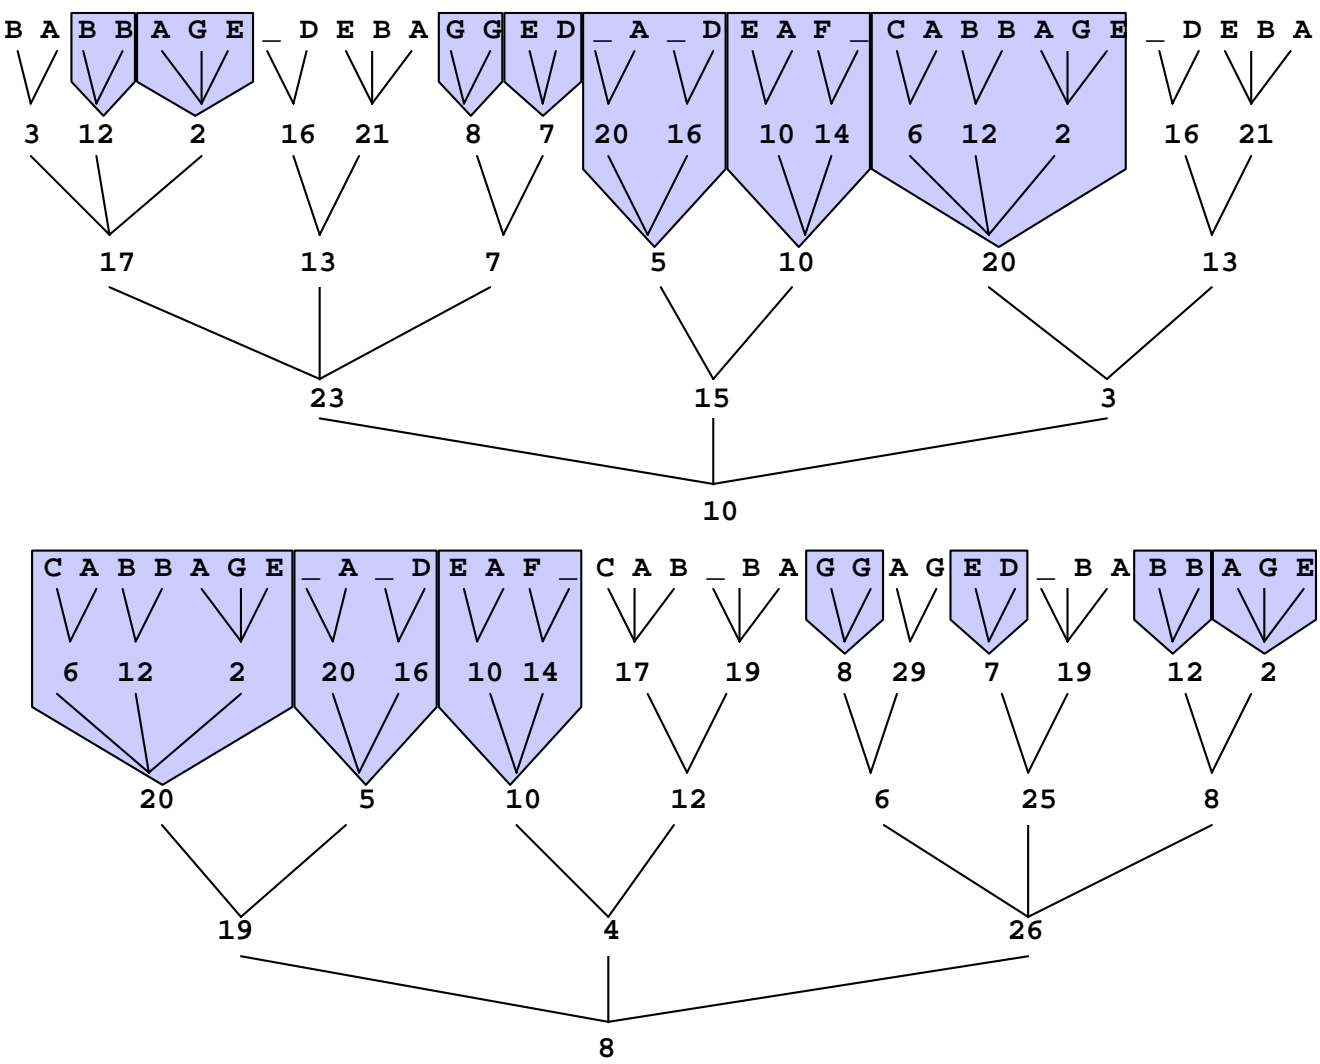 B A B B A G E _ D E B A G G E D _ A _ D E A F _ C A B B A G E _ D E B A
3 12 2 16 21 8 7 20 16 10 14 6 12 2 16 21
17 13 7 5 10 20 13
23 15 3
10
C A B B A G E _ A _ D E A F _ C A B _ B A G G A G E D _ B A B B A G E
6 12 2 20 16 10 14 17 19 8 29 7 19 12 2
20 5 10 12 6 25 8
19 4 26
8